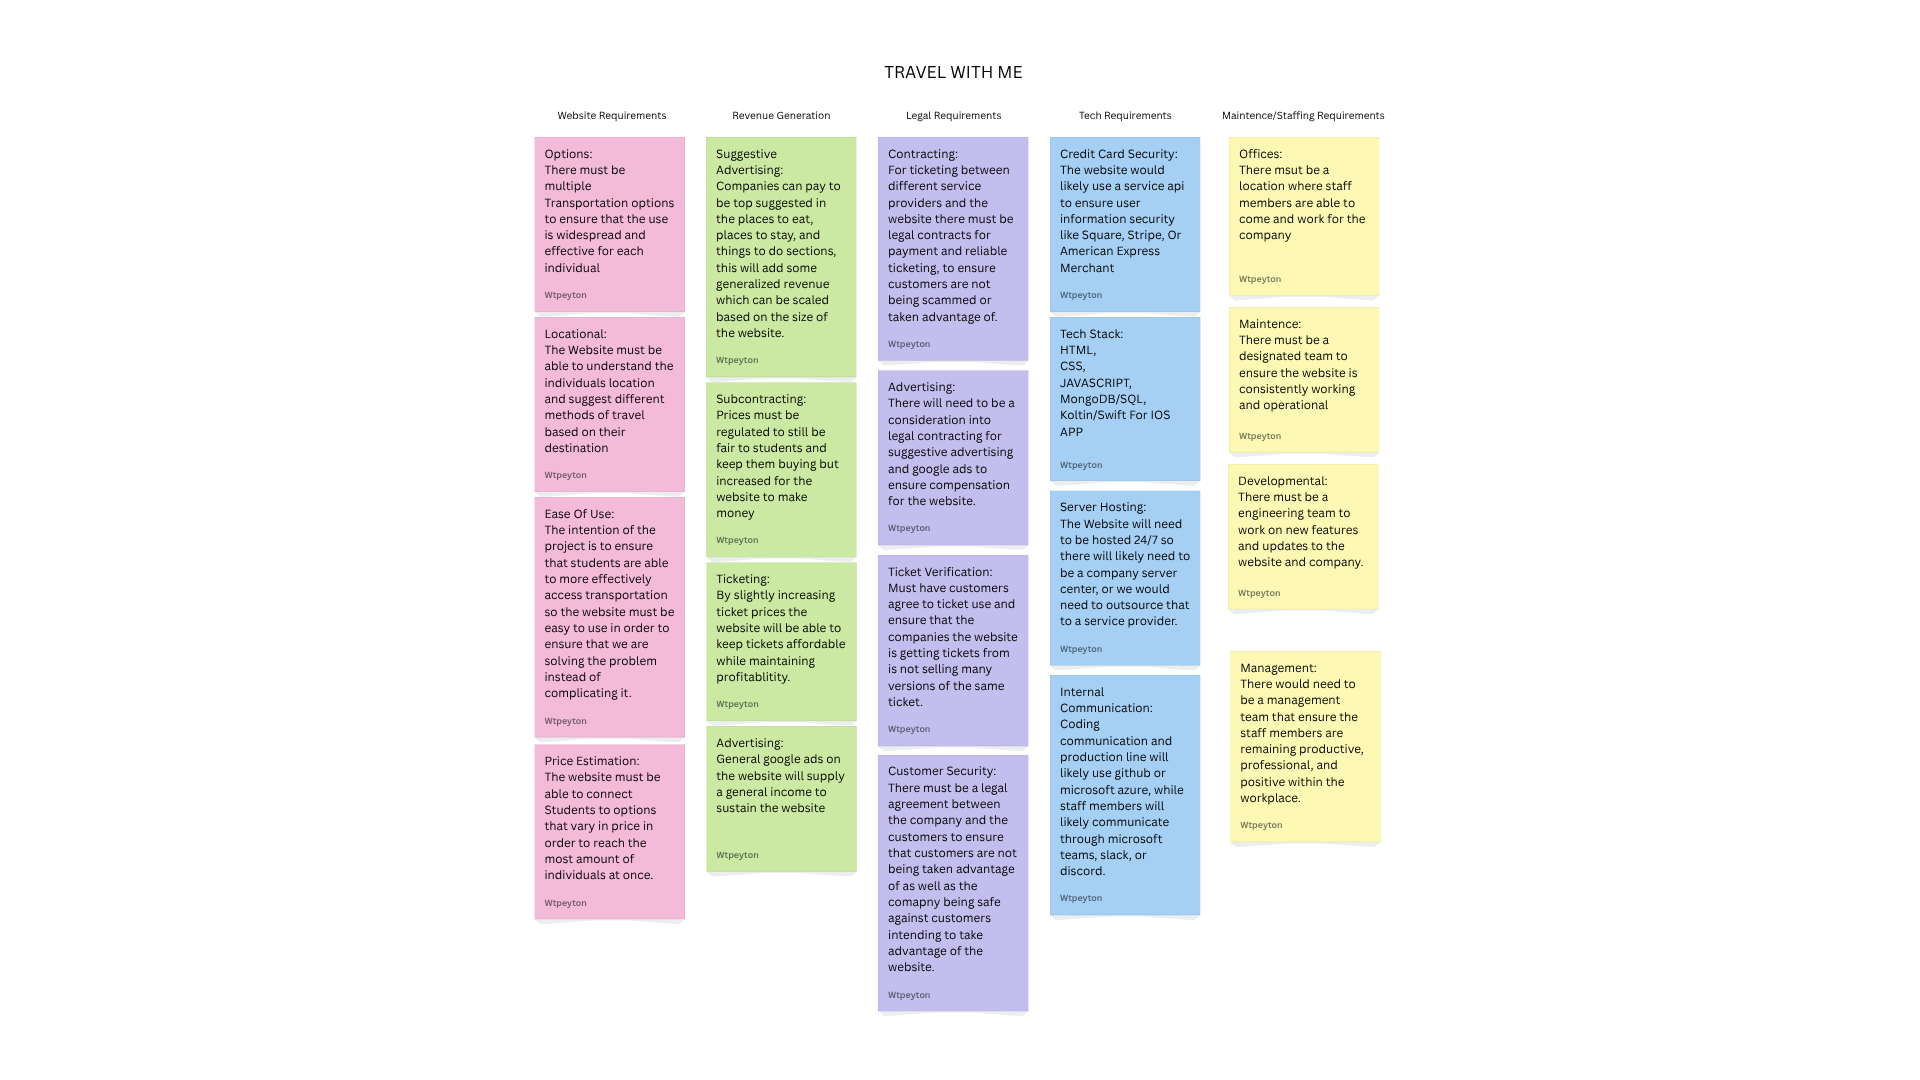 TRAVEL WITH ME
Website Requirements
Options:
There must be
multiple
Transportation options
to ensure that the use
is widespread and
effective for each
individual
Wtpeyton
Locational:
The Website must be
able to understand the
individuals location
and suggest different
methods of travel
based on their
destination
Wtpeyton
Ease Of Use:
The intention of the
project is to ensure
that students are able
to more effectively
access transportation
so the website must be
easy to use in order to
ensure that we are
solving the problem
instead of
complicating it.
Wtpeyton
Price Estimation:
The website must be
able to connect
Students to options
that vary in price in
order to reach the
most amount of
individuals at once.
Wtpeyton
Revenue Generation
Suggestive
Advertising:
Companies can pay to
be top suggested in
the places to eat,
places to stay, and
things to do sections,
this will add some
generalized revenue
which can be scaled
based on the size of
the website.
Wtpeyton
Subcontracting:
Prices must be
regulated to still be
fair to students and
keep them buying but
increased for the
website to make
money
Wtpeyton
Ticketing:
By slightly increasing
ticket prices the
website will be able to
keep tickets affordable
while maintaining
profitablitity.
Wtpeyton
Advertising:
General google ads on
the website will supply
a general income to
sustain the website
Wtpeyton
Legal Requirements
Contracting:
For ticketing between
different service
providers and the
website there must be
legal contracts for
payment and reliable
ticketing, to ensure
customers are not
being scammed or
taken advantage of.
Wtpeyton
Advertising:
There will need to be a
consideration into
legal contracting for
suggestive advertising
and google ads to
ensure compensation
for the website.
Wtpeyton
Ticket Verification:
Must have customers
agree to ticket use and
ensure that the
companies the website
is getting tickets from
is not selling many
versions of the same
ticket.
Wtpeyton
Customer Security:
There must be a legal
agreement between
the company and the
customers to ensure
that customers are not
being taken advantage
of as well as the
comapny being safe
against customers
intending to take
advantage of the
website.
Wtpeyton
Tech Requirements
Credit Card Security:
The website would
likely use a service api
to ensure user
information security
like Square, Stripe, Or
American Express
Merchant
Wtpeyton
Tech Stack:
HTML,
CSS,
JAVASCRIPT,
MongoDB/SQL,
Koltin/Swift For IOS
APP
Wtpeyton
Server Hosting:
The Website will need
to be hosted 24/7 so
there will likely need to
be a company server
center, or we would
need to outsource that
to a service provider.
Wtpeyton
Internal
Communication:
Coding
communication and
production line will
likely use github or
microsoft azure, while
staff members will
likely communicate
through microsoft
teams, slack, or
discord.
Wtpeyton
Maintence/Staffing Requirements
Offices:
There msut be a
location where staff
members are able to
come and work for the
company
Wtpeyton
Maintence:
There must be a
designated team to
ensure the website is
consistently working
and operational
Wtpeyton
Developmental:
There must be a
engineering team to
work on new features
and updates to the
website and company.
Wtpeyton
Management:
There would need to
be a management
team that ensure the
staff members are
remaining productive,
professional, and
positive within the
workplace.
Wtpeyton